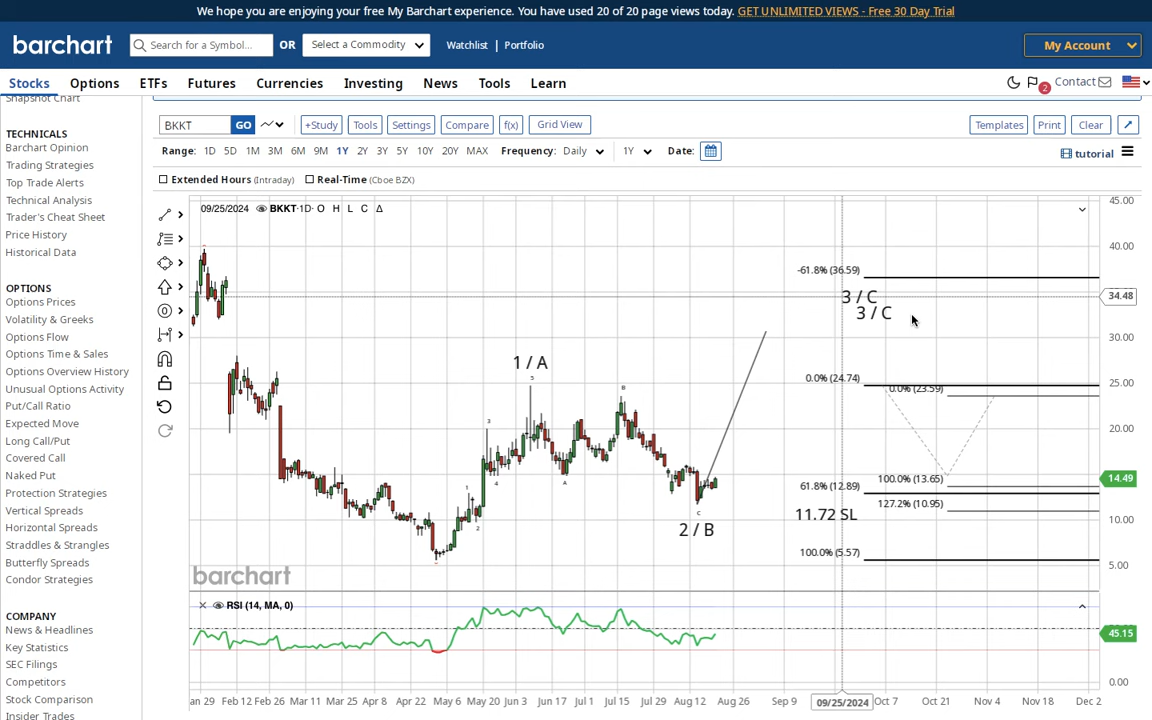 We hope you are enjoying your free My Barchart experience. You have used 20 of 20 page views today. GET UNLIMITED VIEWS - Free 30 Day Trial
barchart Search for a Symbol... OR Select a Commodity Watchlist | Portfolio My Account
Stocks Options ETFs Futures Currencies Investing News Tools Learn 2 Contact
Snapshot Chart
TECHNICALS
Barchart Opinion
Trading Strategies
Top Trade Alerts
Technical Analysis
Trader's Cheat Sheet
Price History
Historical Data
OPTIONS
Options Prices
Volatility & Greeks
Options Flow
Options Time & Sales
Options Overview History
Unusual Options Activity
Put/Call Ratio
Expected Move
Long Call/Put
Covered Call
Naked Put
Protection Strategies
Vertical Spreads
Horizontal Spreads
Straddles & Strangles
Butterfly Spreads
Condor Strategies
COMPANY
News & Headlines
Key Statistics
SEC Filings
Competitors
Stock Comparison
Insider Trades
BKKT GO +Study Tools Settings Compare f(x) Grid View Templates Print Clear
Range: 1D 5D 1M 3M 6M 9M 1Y 2Y 3Y 5Y 10Y 20Y MAX Frequency: Daily 1Y Date: tutorial
Extended Hours (Intraday) Real-Time (Cboe BZX)
09/25/2024 BKKT·1D· O H L C Δ
45.00
40.00
-61.8% (36.59)
34.48
3 / C
3 / C
30.00
1 / A
5
0.0% (24.74)
25.00
B
0.0% (23.59)
3
20.00
4
A
61.8% (12.89)
100.0% (13.65)
14.49
1
2
127.2% (10.95)
11.72 SL
C
2 / B
10.00
100.0% (5.57)
5.00
barchart
RSI (14, MA, 0)
45.15
0.00
an 29 Feb 12 Feb 26 Mar 11 Mar 25 Apr 8 Apr 22 May 6 May 20 Jun 3 Jun 17 Jul 1 Jul 15 Jul 29 Aug 12 Aug 26 Sep 9 09/25/2024 Oct 7 Oct 21 Nov 4 Nov 18 Dec 2